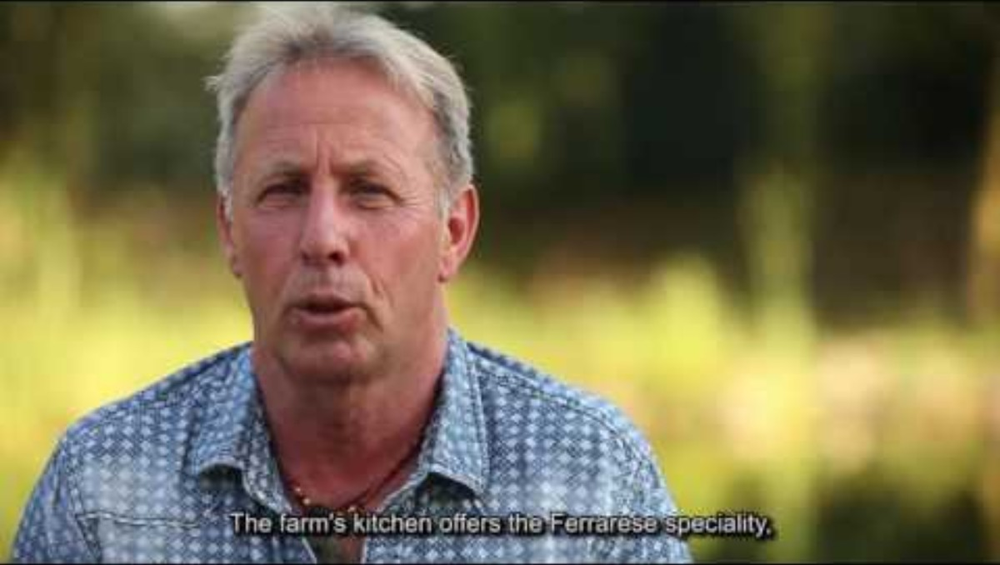 The farm's kitchen offers the Ferrarese speciality,